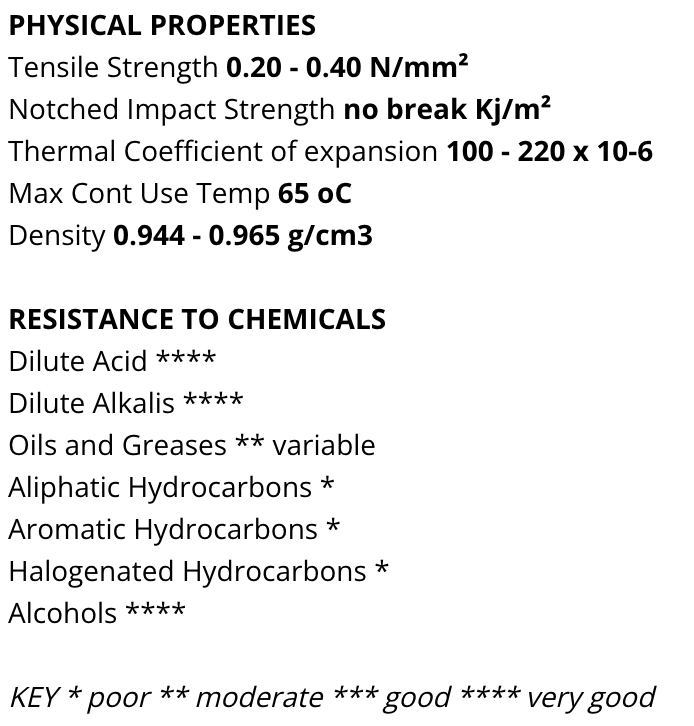 PHYSICAL PROPERTIES
Tensile Strength 0.20 - 0.40 N/mm²
Notched Impact Strength no break Kj/m²
Thermal Coefficient of expansion 100 - 220 x 10-6
Max Cont Use Temp 65 oC
Density 0.944 - 0.965 g/cm3
RESISTANCE TO CHEMICALS
Dilute Acid ****
Dilute Alkalis ****
Oils and Greases ** variable
Aliphatic Hydrocarbons *
Aromatic Hydrocarbons *
Halogenated Hydrocarbons *
Alcohols ****
KEY * poor ** moderate *** good **** very good